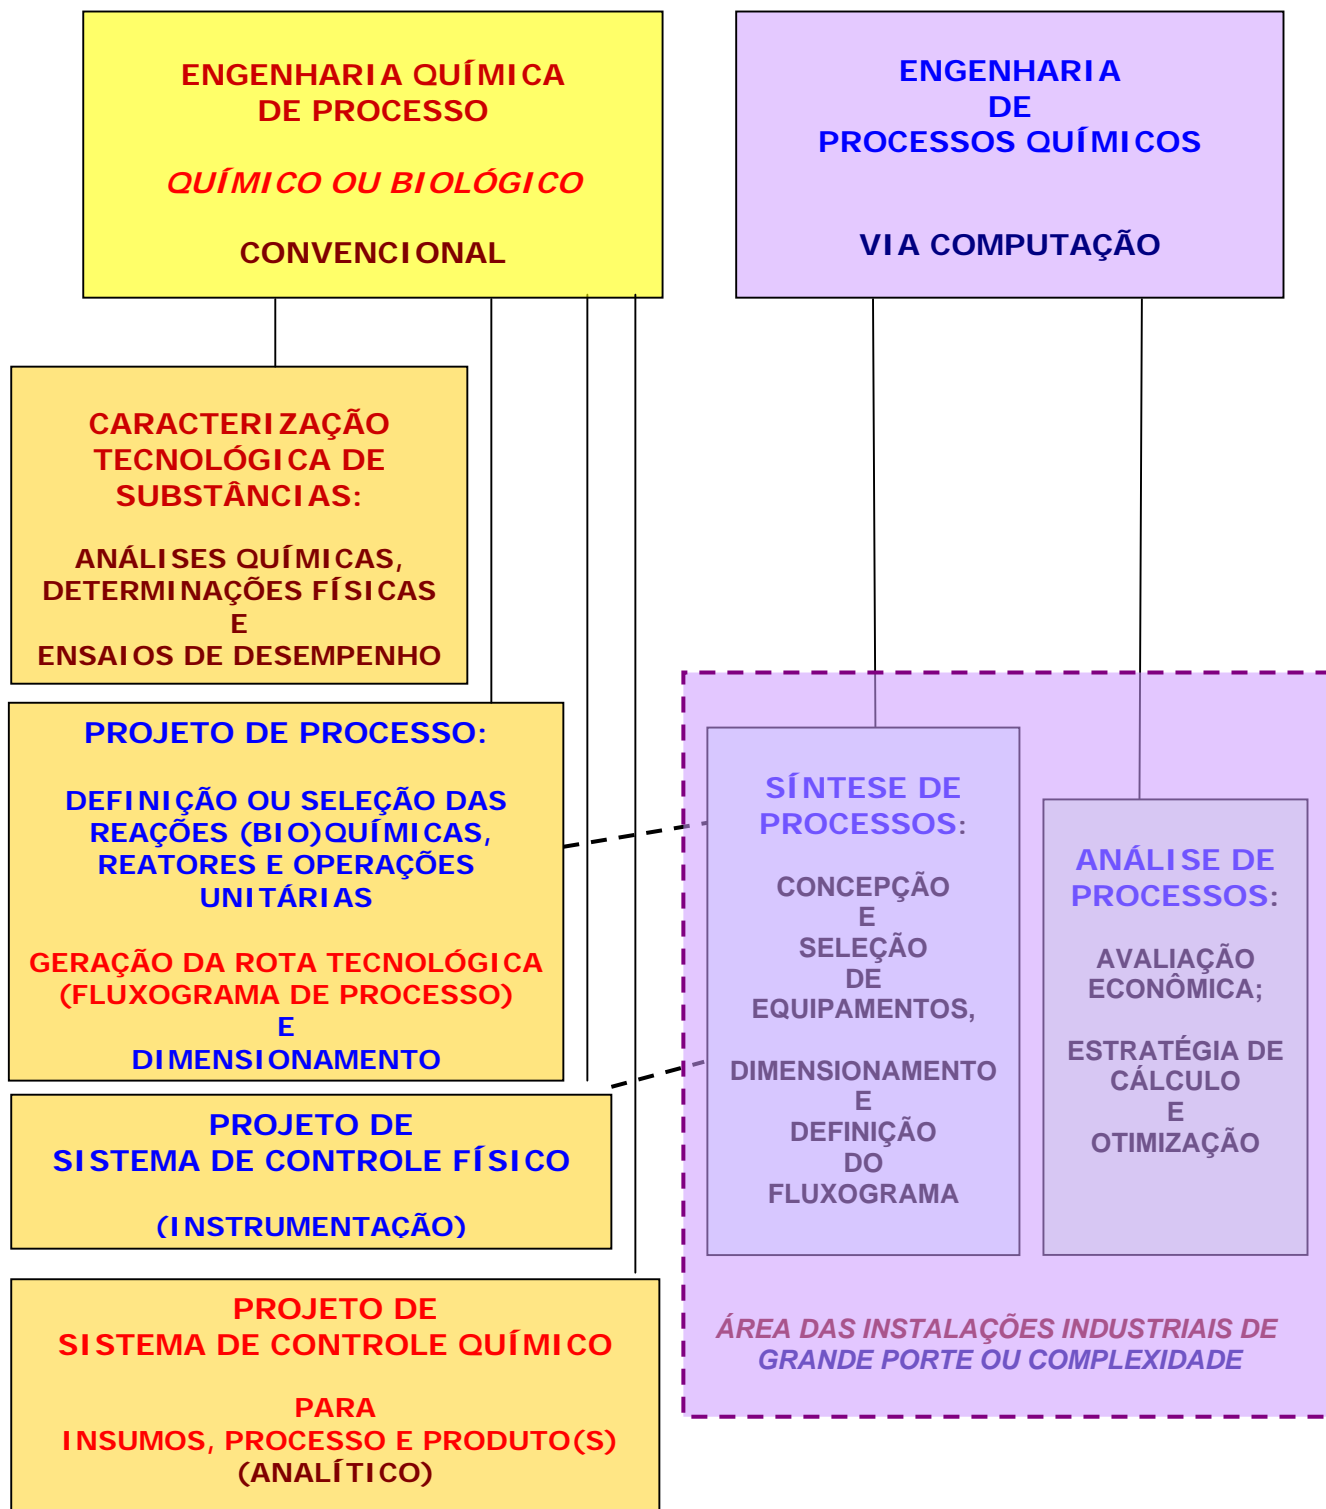 ENGENHARIA QUÍMICA
DE PROCESSO
QUÍMICO OU BIOLÓGICO
CONVENCIONAL
ENGENHARIA
DE
PROCESSOS QUÍMICOS
VIA COMPUTAÇÃO
CARACTERIZAÇÃO
TECNOLÓGICA DE
SUBSTÂNCIAS:
ANÁLISES QUÍMICAS,
DETERMINAÇÕES FÍSICAS
E
ENSAIOS DE DESEMPENHO
PROJETO DE PROCESSO:
DEFINIÇÃO OU SELEÇÃO DAS
REAÇÕES (BIO)QUÍMICAS,
REATORES E OPERAÇÕES
UNITÁRIAS
GERAÇÃO DA ROTA TECNOLÓGICA
(FLUXOGRAMA DE PROCESSO)
E
DIMENSIONAMENTO
PROJETO DE
SISTEMA DE CONTROLE FÍSICO
(INSTRUMENTAÇÃO)
PROJETO DE
SISTEMA DE CONTROLE QUÍMICO
PARA
INSUMOS, PROCESSO E PRODUTO(S)
(ANALÍTICO)
SÍNTESE DE
PROCESSOS:
CONCEPÇÃO
E
SELEÇÃO
DE
EQUIPAMENTOS,
DIMENSIONAMENTO
E
DEFINIÇÃO
DO
FLUXOGRAMA
ANÁLISE DE
PROCESSOS:
AVALIAÇÃO
ECONÔMICA;
ESTRATÉGIA DE
CÁLCULO
E
OTIMIZAÇÃO
ÁREA DAS INSTALAÇÕES INDUSTRIAIS DE
GRANDE PORTE OU COMPLEXIDADE